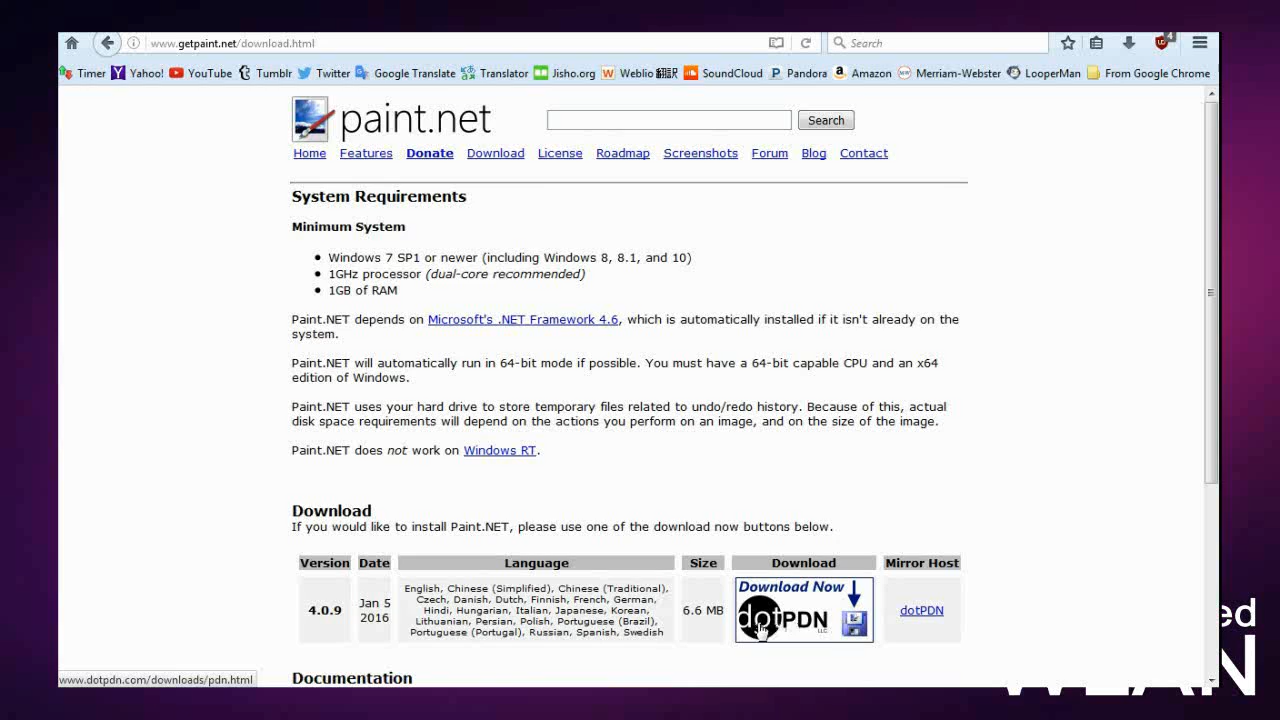 www.getpaint.net/download.html
Search
4
Timer Yahoo! YouTube Tumblr Twitter Google Translate Translator Jisho.org Weblio翻訳 SoundCloud Pandora Amazon Merriam-Webster LooperMan From Google Chrome
paint.net
Search
Home Features Donate Download License Roadmap Screenshots Forum Blog Contact
System Requirements
Minimum System
• Windows 7 SP1 or newer (including Windows 8, 8.1, and 10)
• 1GHz processor (dual-core recommended)
• 1GB of RAM
Paint.NET depends on Microsoft's .NET Framework 4.6, which is automatically installed if it isn't already on the
system.
Paint.NET will automatically run in 64-bit mode if possible. You must have a 64-bit capable CPU and an x64
edition of Windows.
Paint.NET uses your hard drive to store temporary files related to undo/redo history. Because of this, actual
disk space requirements will depend on the actions you perform on an image, and on the size of the image.
Paint.NET does not work on Windows RT.
Download
If you would like to install Paint.NET, please use one of the download now buttons below.
Version Date Language Size Download Mirror Host
4.0.9
Jan 5
2016
English, Chinese (Simplified), Chinese (Traditional),
Czech, Danish, Dutch, Finnish, French, German,
Hindi, Hungarian, Italian, Japanese, Korean,
Lithuanian, Persian, Polish, Portuguese (Brazil),
Portuguese (Portugal), Russian, Spanish, Swedish
6.6 MB
Download Now
dotPDN LLC
dotPDN
Documentation
www.dotpdn.com/downloads/pdn.html